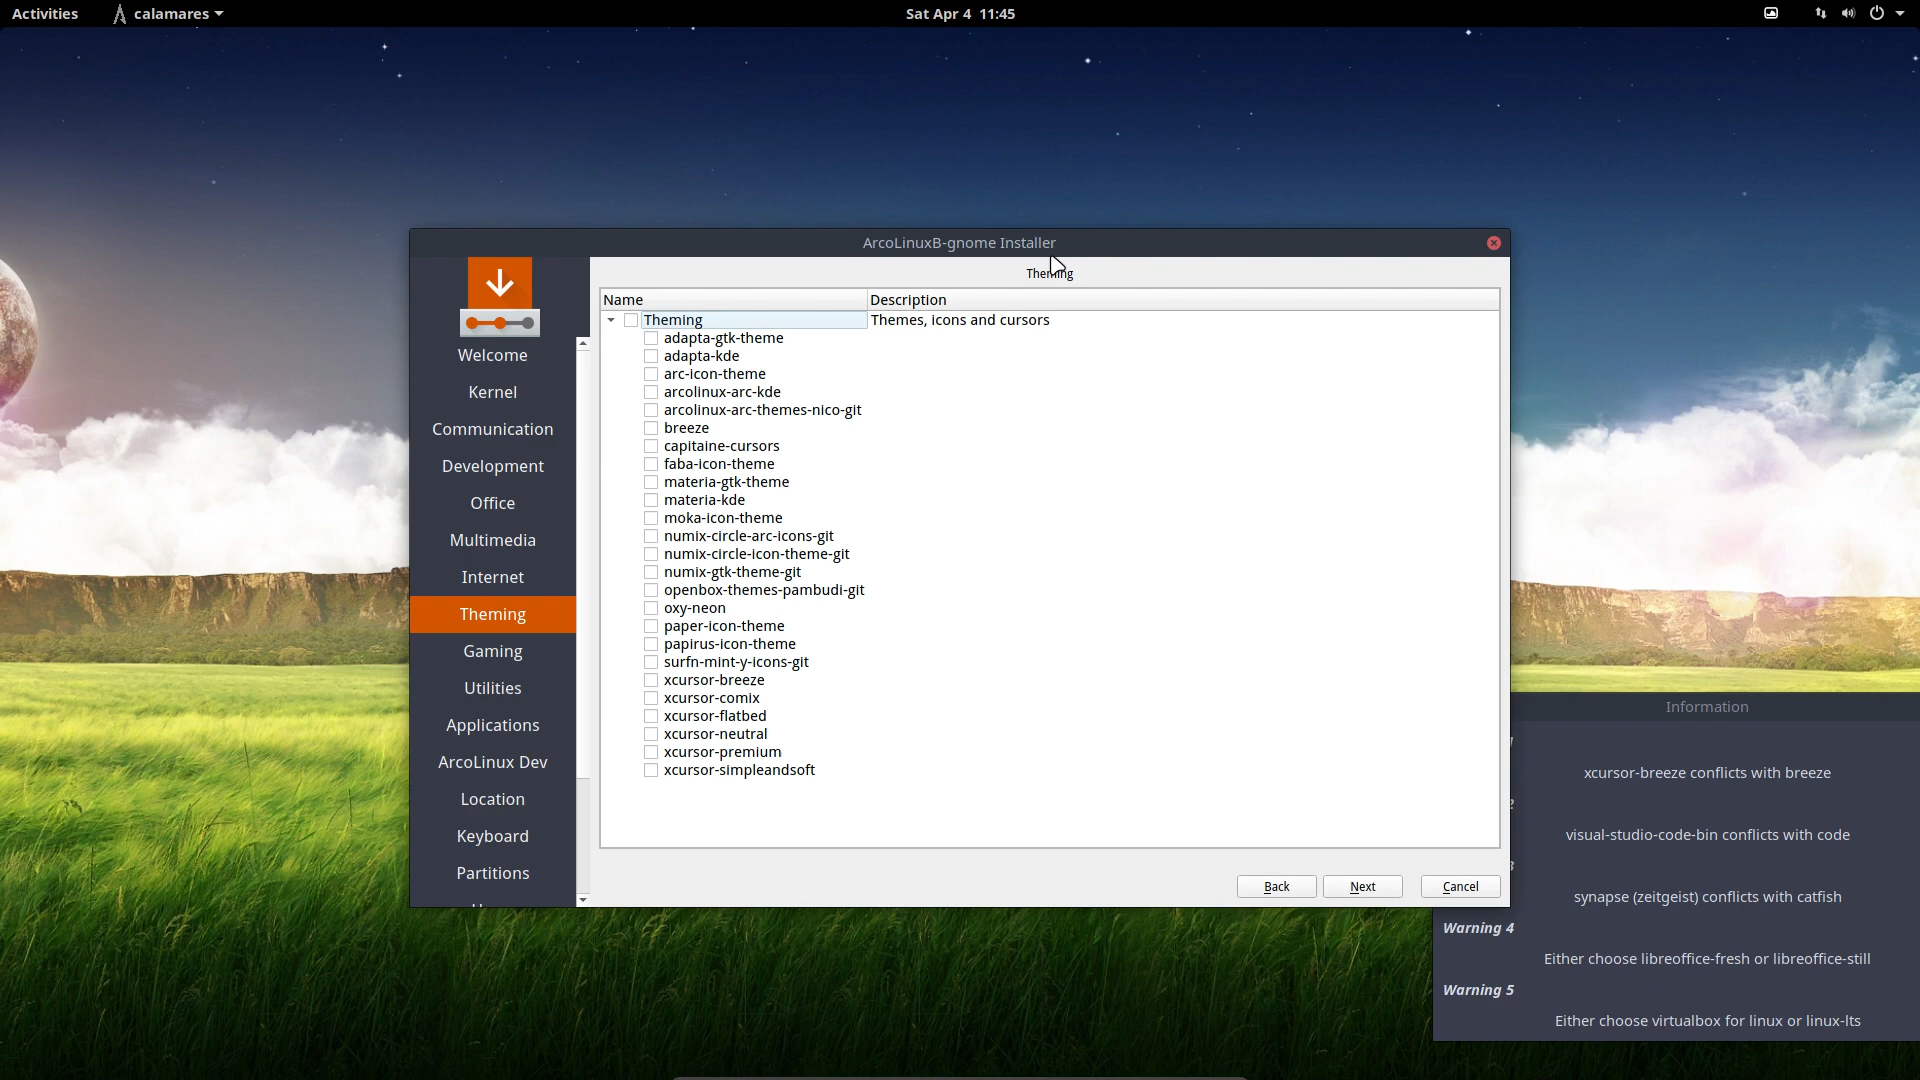 Activities
calamares
Sat Apr 4 11:45
ArcoLinuxB-gnome Installer
Theming
Welcome
Kernel
Communication
Development
Office
Multimedia
Internet
Theming
Gaming
Utilities
Applications
ArcoLinux Dev
Location
Keyboard
Partitions
Name Description
Theming Themes, icons and cursors
adapta-gtk-theme
adapta-kde
arc-icon-theme
arcolinux-arc-kde
arcolinux-arc-themes-nico-git
breeze
capitaine-cursors
faba-icon-theme
materia-gtk-theme
materia-kde
moka-icon-theme
numix-circle-arc-icons-git
numix-circle-icon-theme-git
numix-gtk-theme-git
openbox-themes-pambudi-git
oxy-neon
paper-icon-theme
papirus-icon-theme
surfn-mint-y-icons-git
xcursor-breeze
xcursor-comix
xcursor-flatbed
xcursor-neutral
xcursor-premium
xcursor-simpleandsoft
Back Next Cancel
Information
xcursor-breeze conflicts with breeze
visual-studio-code-bin conflicts with code
synapse (zeitgeist) conflicts with catfish
Warning 4
Either choose libreoffice-fresh or libreoffice-still
Warning 5
Either choose virtualbox for linux or linux-lts